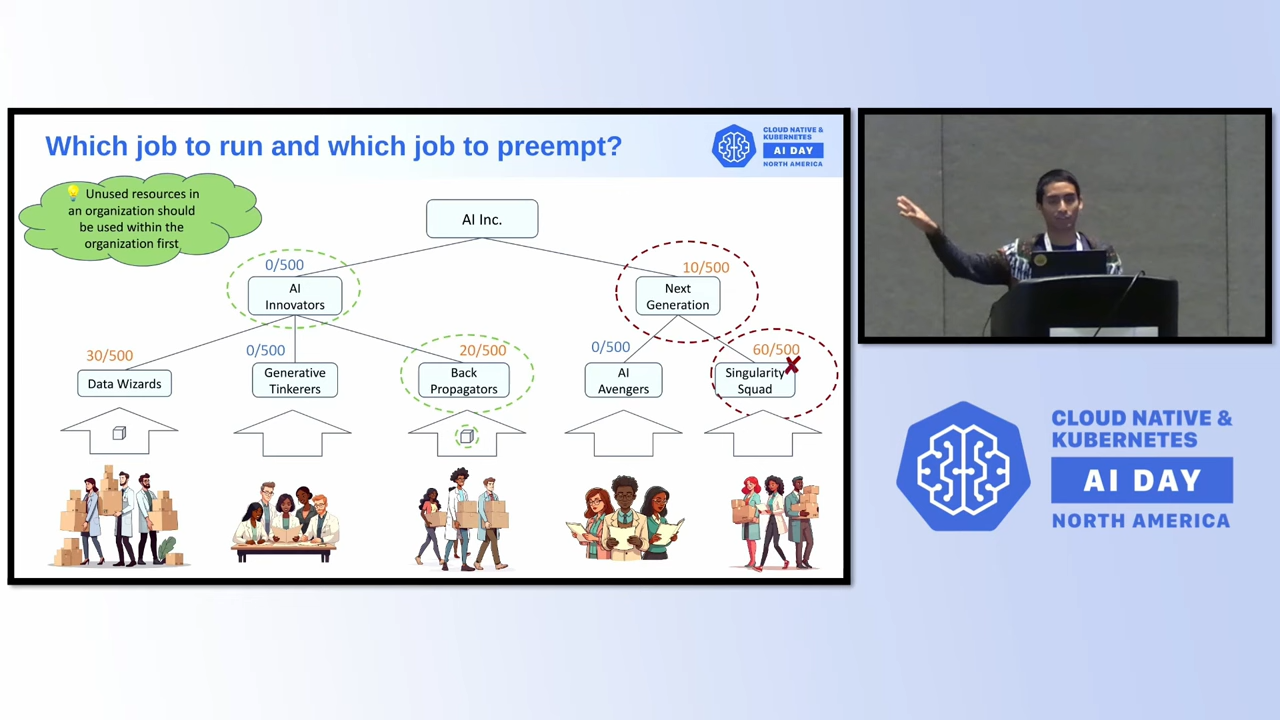 Which job to run and which job to preempt?
CLOUD NATIVE &
KUBERNETES
AI DAY
NORTH AMERICA
Unused resources in
an organization should
be used within the
organization first
AI Inc.
0/500
AI
Innovators
10/500
Next
Generation
30/500
Data Wizards
0/500
Generative
Tinkerers
20/500
Back
Propagators
0/500
AI
Avengers
60/500
Singularity
Squad
CLOUD NATIVE &
KUBERNETES
AI DAY
NORTH AMERICA